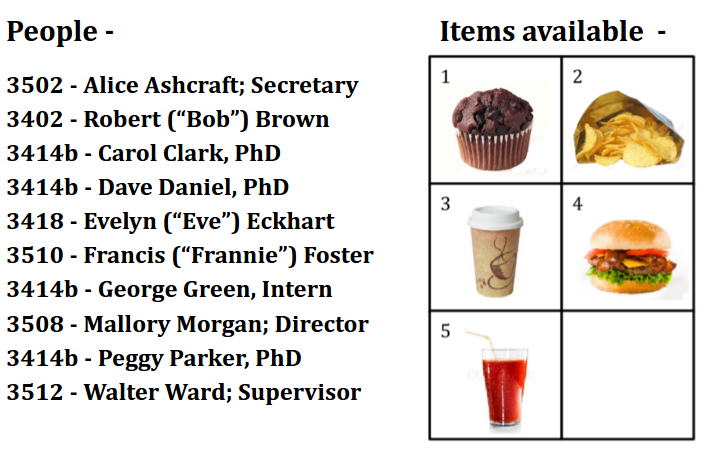 People -
3502 - Alice Ashcraft; Secretary
3402 - Robert (“Bob”) Brown
3414b - Carol Clark, PhD
3414b - Dave Daniel, PhD
3418 - Evelyn (“Eve”) Eckhart
3510 - Francis (“Frannie”) Foster
3414b - George Green, Intern
3508 - Mallory Morgan; Director
3414b - Peggy Parker, PhD
3512 - Walter Ward; Supervisor
Items available -
1
2
3
4
5